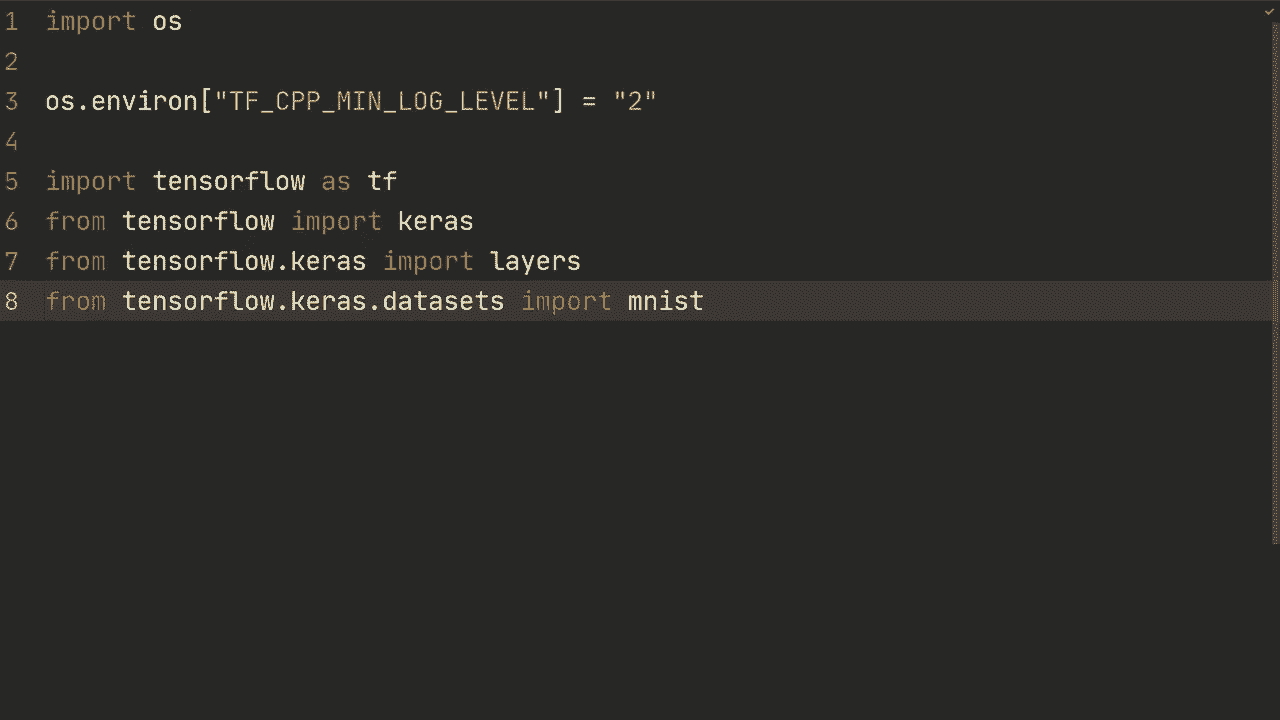 1 import os
2
3 os.environ["TF_CPP_MIN_LOG_LEVEL"] = "2"
4
5 import tensorflow as tf
6 from tensorflow import keras
7 from tensorflow.keras import layers
8 from tensorflow.keras.datasets import mnist